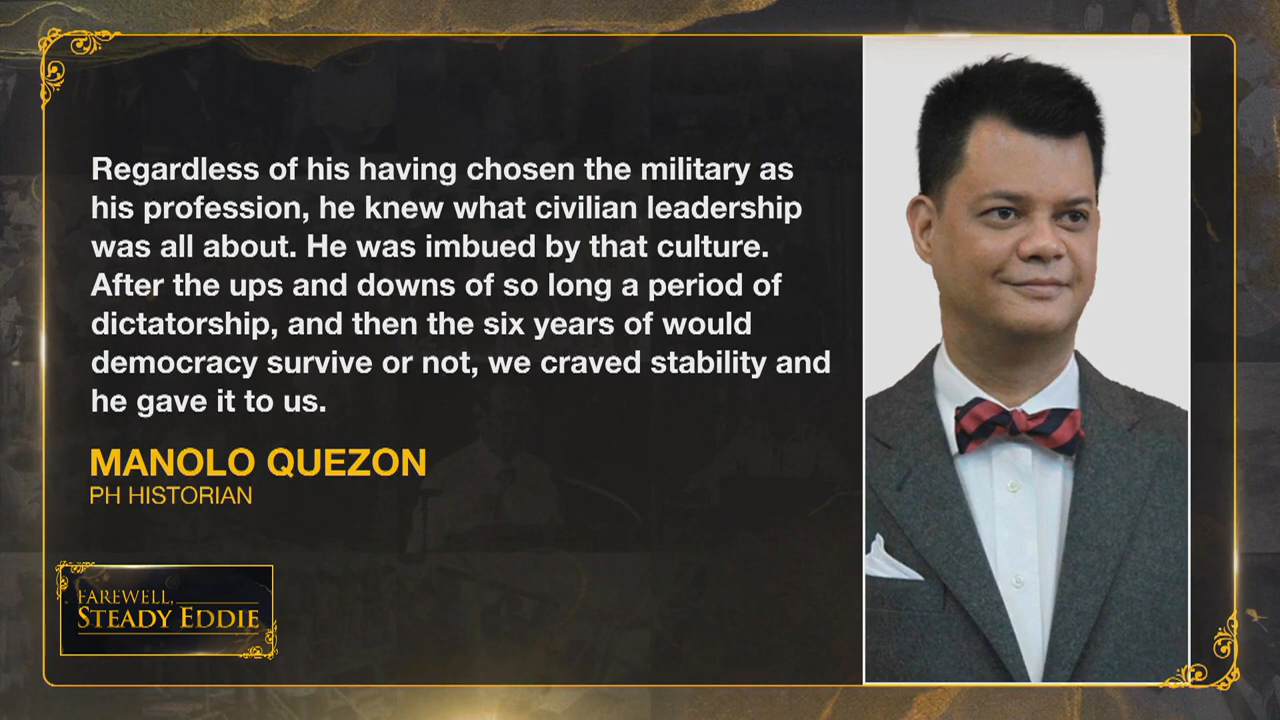 Regardless of his having chosen the military as
his profession, he knew what civilian leadership
was all about. He was imbued by that culture.
After the ups and downs of so long a period of
dictatorship, and then the six years of would
democracy survive or not, we craved stability and
he gave it to us.
MANOLO QUEZON
PH HISTORIAN
FAREWELL,
STEADY EDDIE